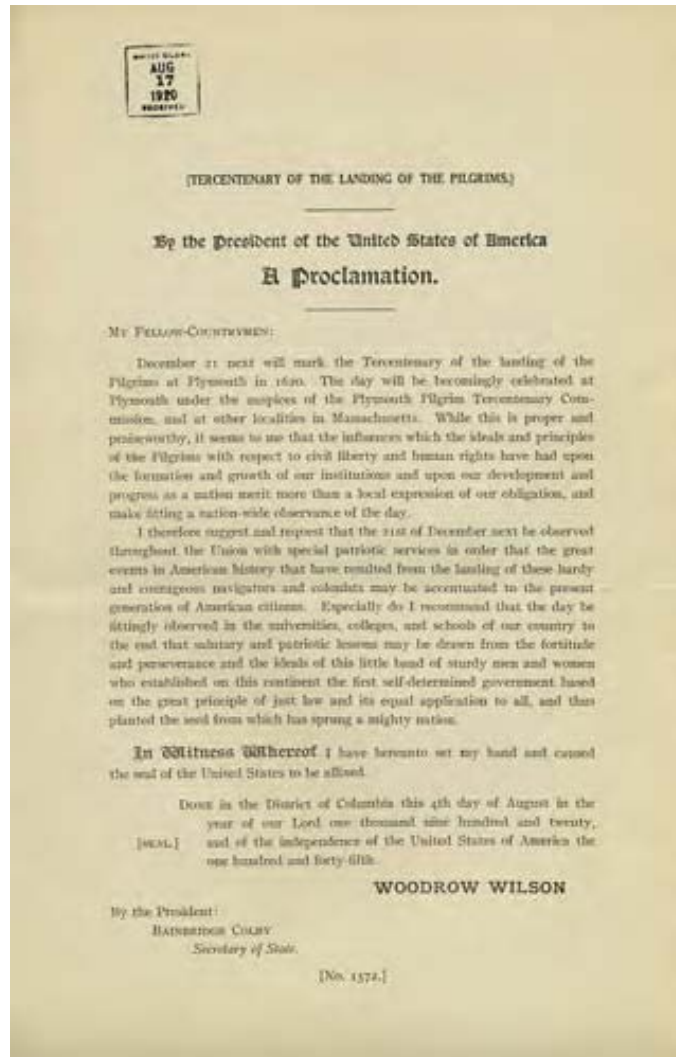 AUG
17
1920
RECEIVED
[TERCENTENARY OF THE LANDING OF THE PILGRIMS.]
By the President of the United States of America
A Proclamation.
MY FELLOW-COUNTRYMEN:
December 21 next will mark the Tercentenary of the landing of the
Pilgrims at Plymouth in 1620. The day will be becomingly celebrated at
Plymouth under the auspices of the Plymouth Pilgrim Tercentenary Com-
mission, and at other localities in Massachusetts. While this is proper and
praiseworthy, it seems to me that the influences which the ideals and principles
of the Pilgrims with respect to civil liberty and human rights have had upon
the formation and growth of our institutions and upon our development and
progress as a nation merit more than a local expression of our obligation, and
make fitting a nation-wide observance of the day.
I therefore suggest and request that the 21st of December next be observed
throughout the Union with special patriotic services in order that the great
events in American history that have resulted from the landing of these hardy
and courageous navigators and colonists may be accentuated to the present
generation of American citizens. Especially do I recommend that the day be
fittingly observed in the universities, colleges, and schools of our country to
the end that salutary and patriotic lessons may be drawn from the fortitude
and perseverance and the ideals of this little band of sturdy men and women
who established on this continent the first self-determined government based
on the great principle of just law and its equal application to all, and thus
planted the seed from which has sprung a mighty nation.
In Witness Whereof I have hereunto set my hand and caused
the seal of the United States to be affixed.
DONE in the District of Columbia this 4th day of August in the
year of our Lord one thousand nine hundred and twenty,
[SEAL.] and of the independence of the United States of America the
one hundred and forty-fifth.
WOODROW WILSON
By the President:
BAINBRIDGE COLBY
Secretary of State.
[No. 1572.]